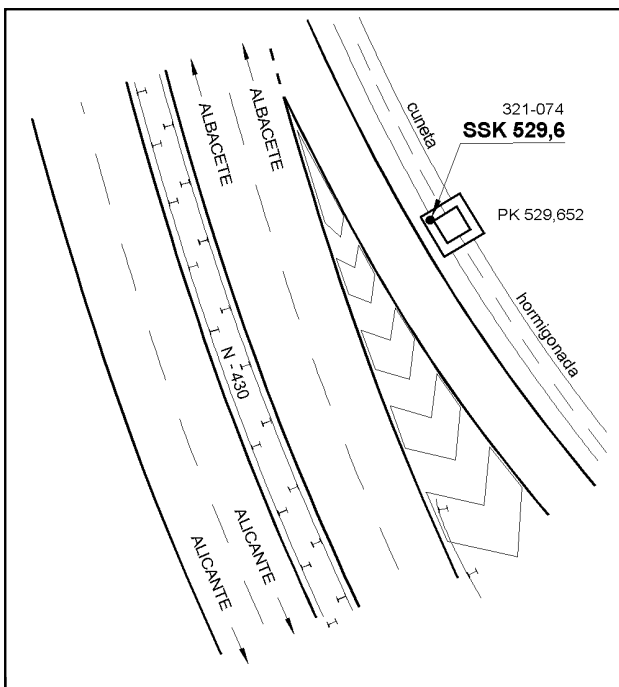 ALBACETE
ALBACETE
cuneta
321-074
SSK 529,6
PK 529,652
hormigonada
N - 430
ALICANTE
ALICANTE